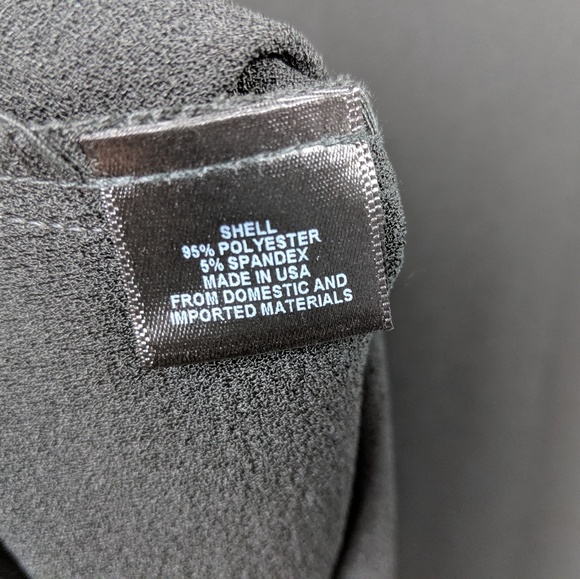 SHELL
95% POLYESTER
5% SPANDEX
MADE IN USA
FROM DOMESTIC AND
IMPORTED MATERIALS